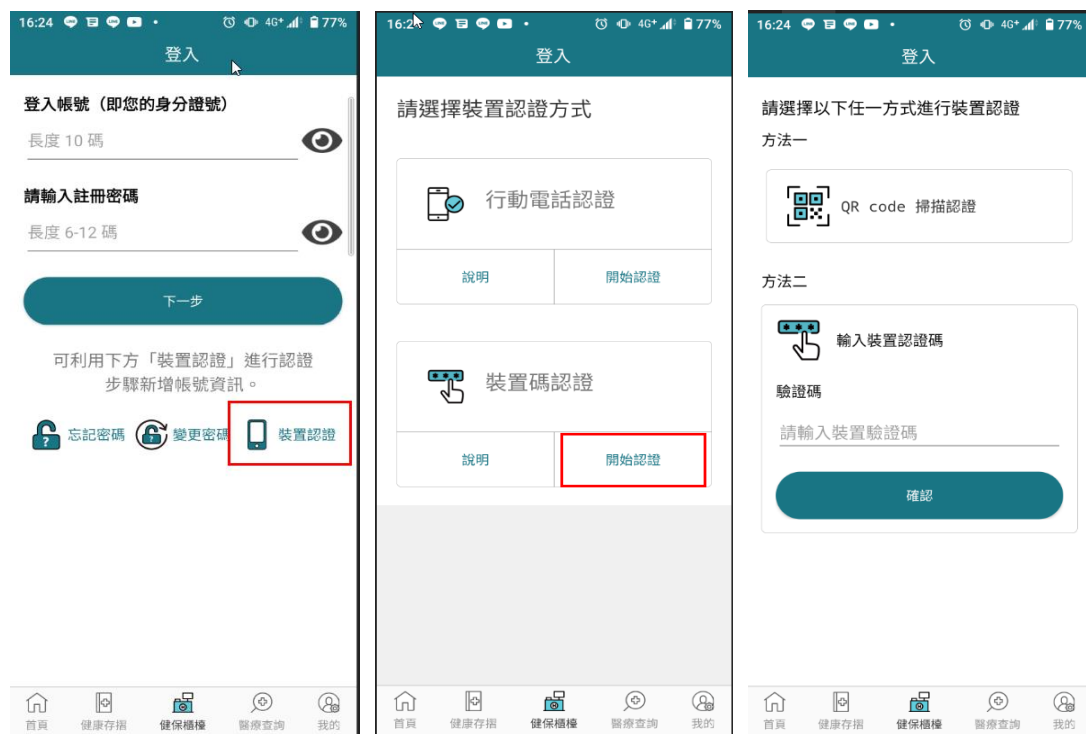 16:24 4G+ 77%
登入
登入帳號（即您的身分證號）
長度 10 碼
請輸入註冊密碼
長度 6-12 碼
下一步
可利用下方「裝置認證」進行認證
步驟新增帳號資訊。
忘記密碼 變更密碼 裝置認證
首頁 健康存摺 健保櫃檯 醫療查詢 我的
16:2 4G+ 77%
登入
請選擇裝置認證方式
行動電話認證
說明 開始認證
裝置碼認證
說明 開始認證
首頁 健康存摺 健保櫃檯 醫療查詢 我的
16:24 4G+ 77%
登入
請選擇以下任一方式進行裝置認證
方法一
QR code 掃描認證
方法二
輸入裝置認證碼
驗證碼
請輸入裝置驗證碼
確認
首頁 健康存摺 健保櫃檯 醫療查詢 我的